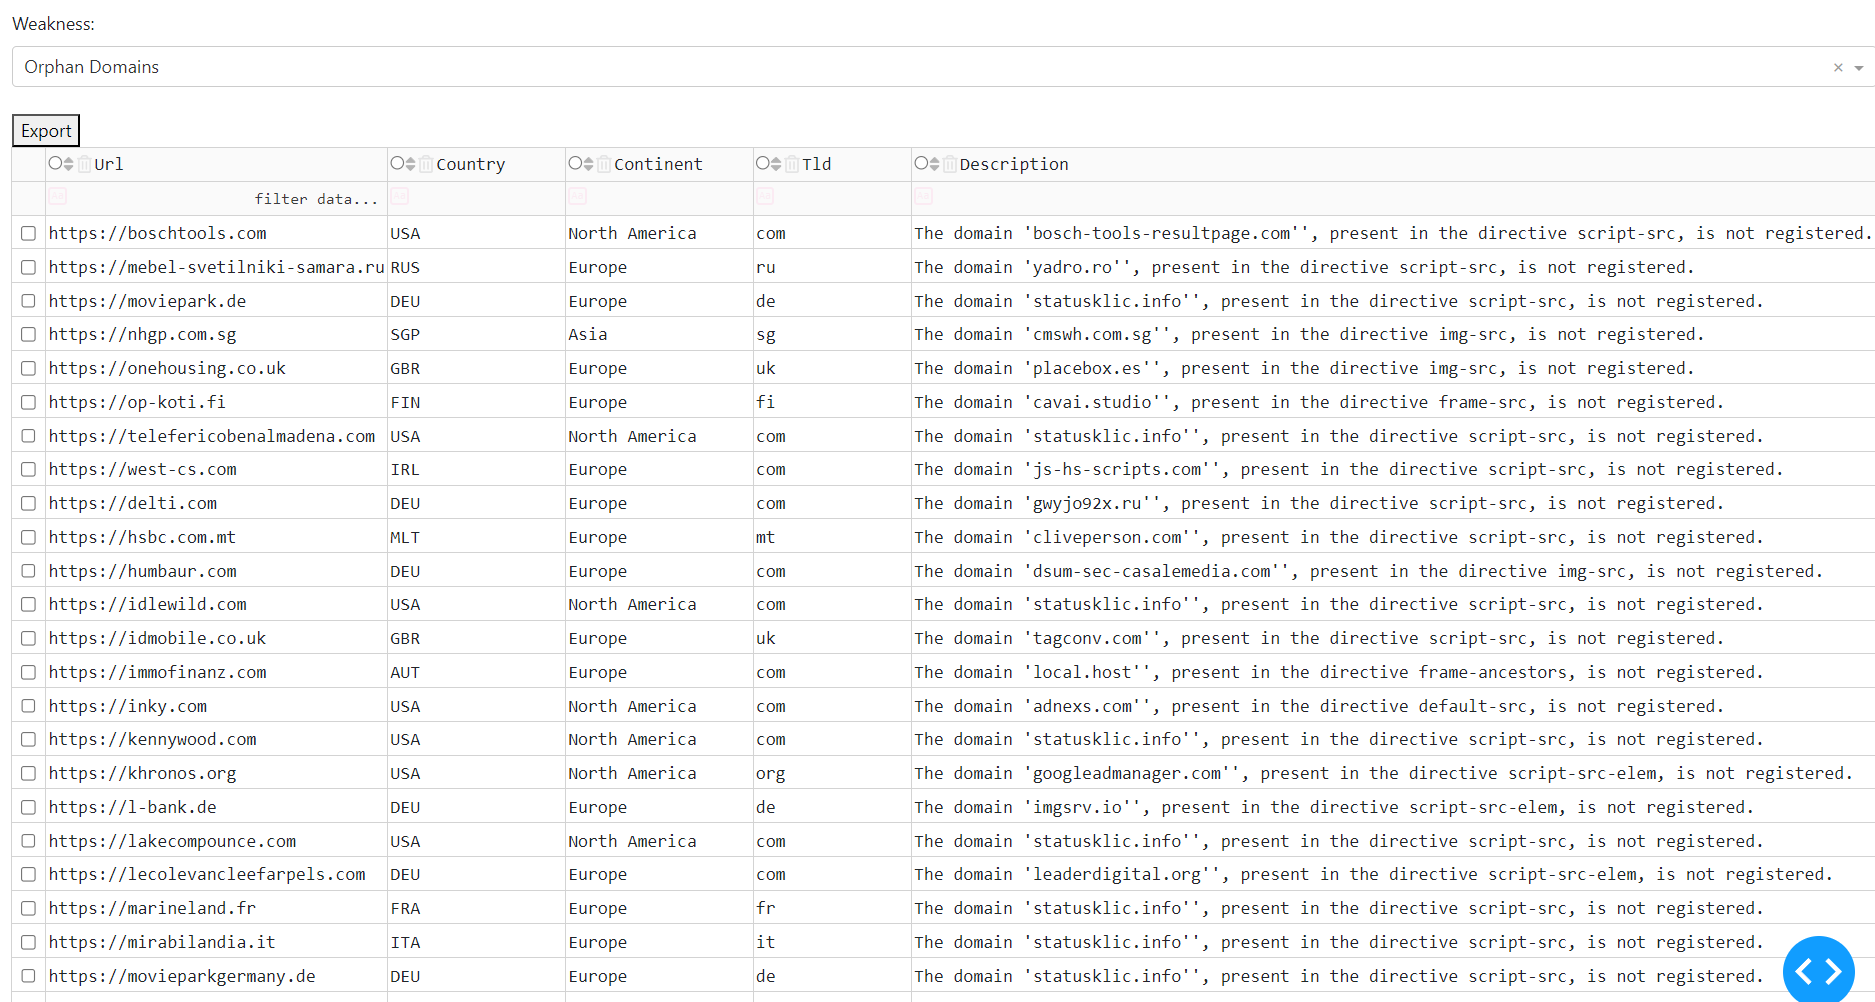 Weakness:
Orphan Domains
Export
Url Country Continent Tld Description
filter data...
https://boschtools.com USA North America com The domain 'bosch-tools-resultpage.com'', present in the directive script-src, is not registered.
https://mebel-svetilniki-samara.ru RUS Europe ru The domain 'yadro.ro'', present in the directive script-src, is not registered.
https://moviepark.de DEU Europe de The domain 'statusklic.info'', present in the directive script-src, is not registered.
https://nhgp.com.sg SGP Asia sg The domain 'cmswh.com.sg'', present in the directive img-src, is not registered.
https://onehousing.co.uk GBR Europe uk The domain 'placebox.es'', present in the directive img-src, is not registered.
https://op-koti.fi FIN Europe fi The domain 'cavai.studio'', present in the directive frame-src, is not registered.
https://telefericobenalmadena.com USA North America com The domain 'statusklic.info'', present in the directive script-src, is not registered.
https://west-cs.com IRL Europe com The domain 'js-hs-scripts.com'', present in the directive script-src, is not registered.
https://delti.com DEU Europe com The domain 'gwyjo92x.ru'', present in the directive script-src, is not registered.
https://hsbc.com.mt MLT Europe mt The domain 'cliveperson.com'', present in the directive script-src, is not registered.
https://humbaur.com DEU Europe com The domain 'dsum-sec-casalemedia.com'', present in the directive img-src, is not registered.
https://idlewild.com USA North America com The domain 'statusklic.info'', present in the directive script-src, is not registered.
https://idmobile.co.uk GBR Europe uk The domain 'tagconv.com'', present in the directive script-src, is not registered.
https://immofinanz.com AUT Europe com The domain 'local.host'', present in the directive frame-ancestors, is not registered.
https://inky.com USA North America com The domain 'adnexs.com'', present in the directive default-src, is not registered.
https://kennywood.com USA North America com The domain 'statusklic.info'', present in the directive script-src, is not registered.
https://khronos.org USA North America org The domain 'googleadmanager.com'', present in the directive script-src-elem, is not registered.
https://l-bank.de DEU Europe de The domain 'imgsrv.io'', present in the directive script-src-elem, is not registered.
https://lakecompounce.com USA North America com The domain 'statusklic.info'', present in the directive script-src, is not registered.
https://lecolevancleefarpels.com DEU Europe com The domain 'leaderdigital.org'', present in the directive script-src-elem, is not registered.
https://marineland.fr FRA Europe fr The domain 'statusklic.info'', present in the directive script-src, is not registered.
https://mirabilandia.it ITA Europe it The domain 'statusklic.info'', present in the directive script-src, is not registered.
https://movieparkgermany.de DEU Europe de The domain 'statusklic.info'', present in the directive script-src, is not registered.